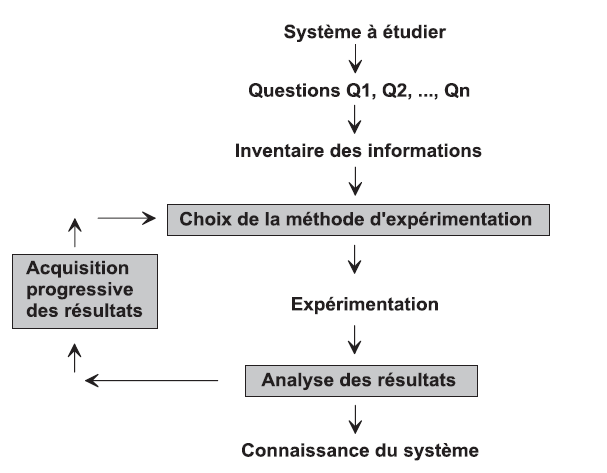 Système à étudier
Questions Q1, Q2, ..., Qn
Inventaire des informations
Choix de la méthode d'expérimentation
Acquisition
progressive
des résultats
Expérimentation
Analyse des résultats
Connaissance du système